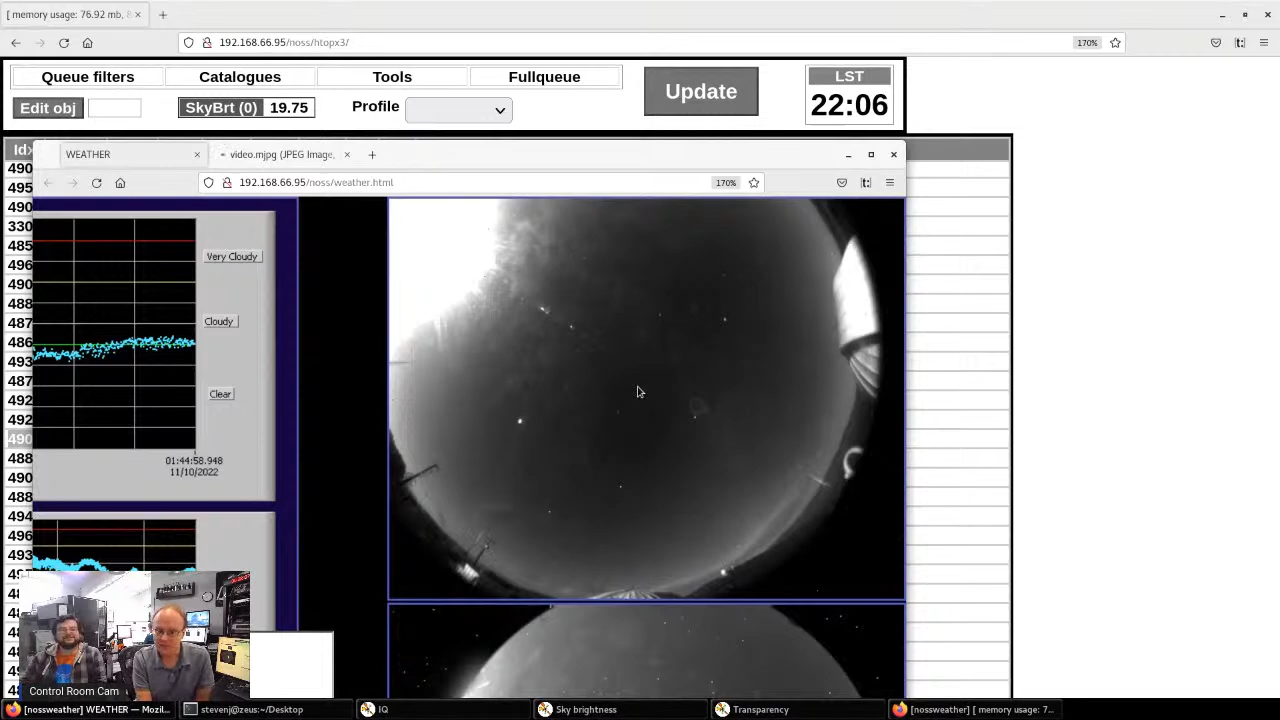 [ memory usage: 76.92 mb, 8
192.168.66.95/noss/htopx3/
170%
Queue filters
Catalogues
Tools
Fullqueue
Update
LST
22:06
Edit obj
SkyBrt (0)
19.75
Profile
Idx
WEATHER
video.mjpg (JPEG Image,
192.168.66.95/noss/weather.html
170%
490
495
490
330
485
496
490
488
487
486
493
487
492
492
490
488
490
488
494
496
493
Very Cloudy
Cloudy
Clear
01:44:58.948
11/10/2022
Control Room Cam
[nossweather] WEATHER — Mozil...
stevenj@zeus:~/Desktop
IQ
Sky brightness
Transparency
[nossweather] [ memory usage: 7...